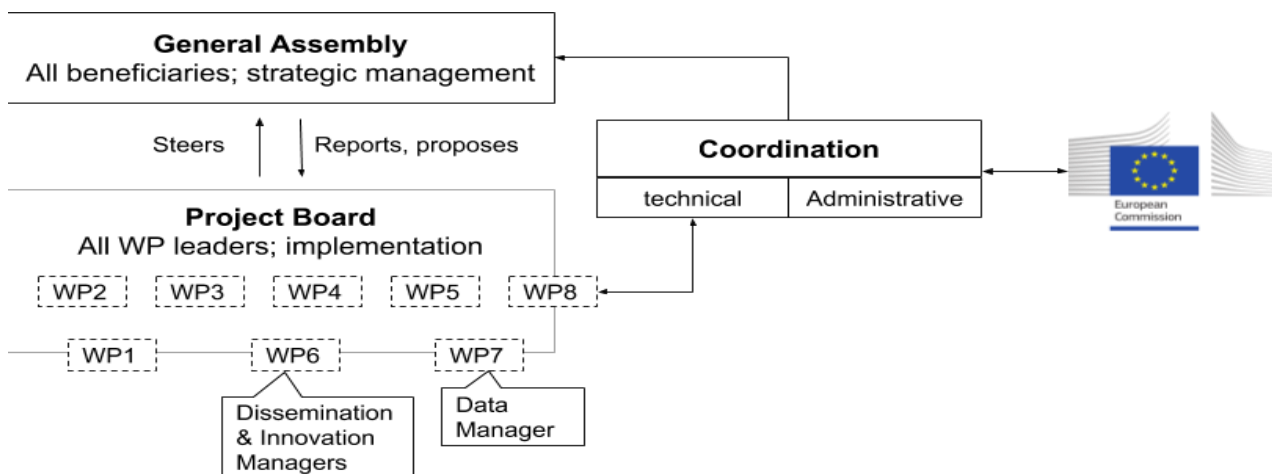 General Assembly
All beneficiaries; strategic management
Steers
Reports, proposes
Coordination
technical
Administrative
European
Commission
Project Board
All WP leaders; implementation
WP2
WP3
WP4
WP5
WP8
WP1
WP6
WP7
Dissemination
& Innovation
Managers
Data
Manager